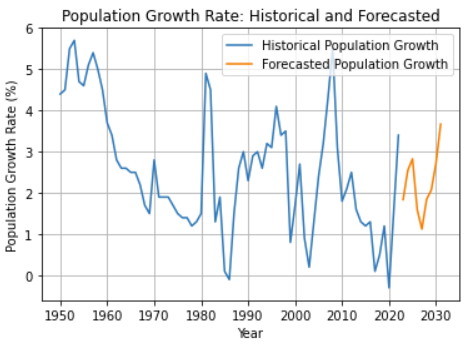 Population Growth Rate: Historical and Forecasted
Historical Population Growth
Forecasted Population Growth
Population Growth Rate (%)
6
5
4
3
2
1
0
1950 1960 1970 1980 1990 2000 2010 2020 2030
Year